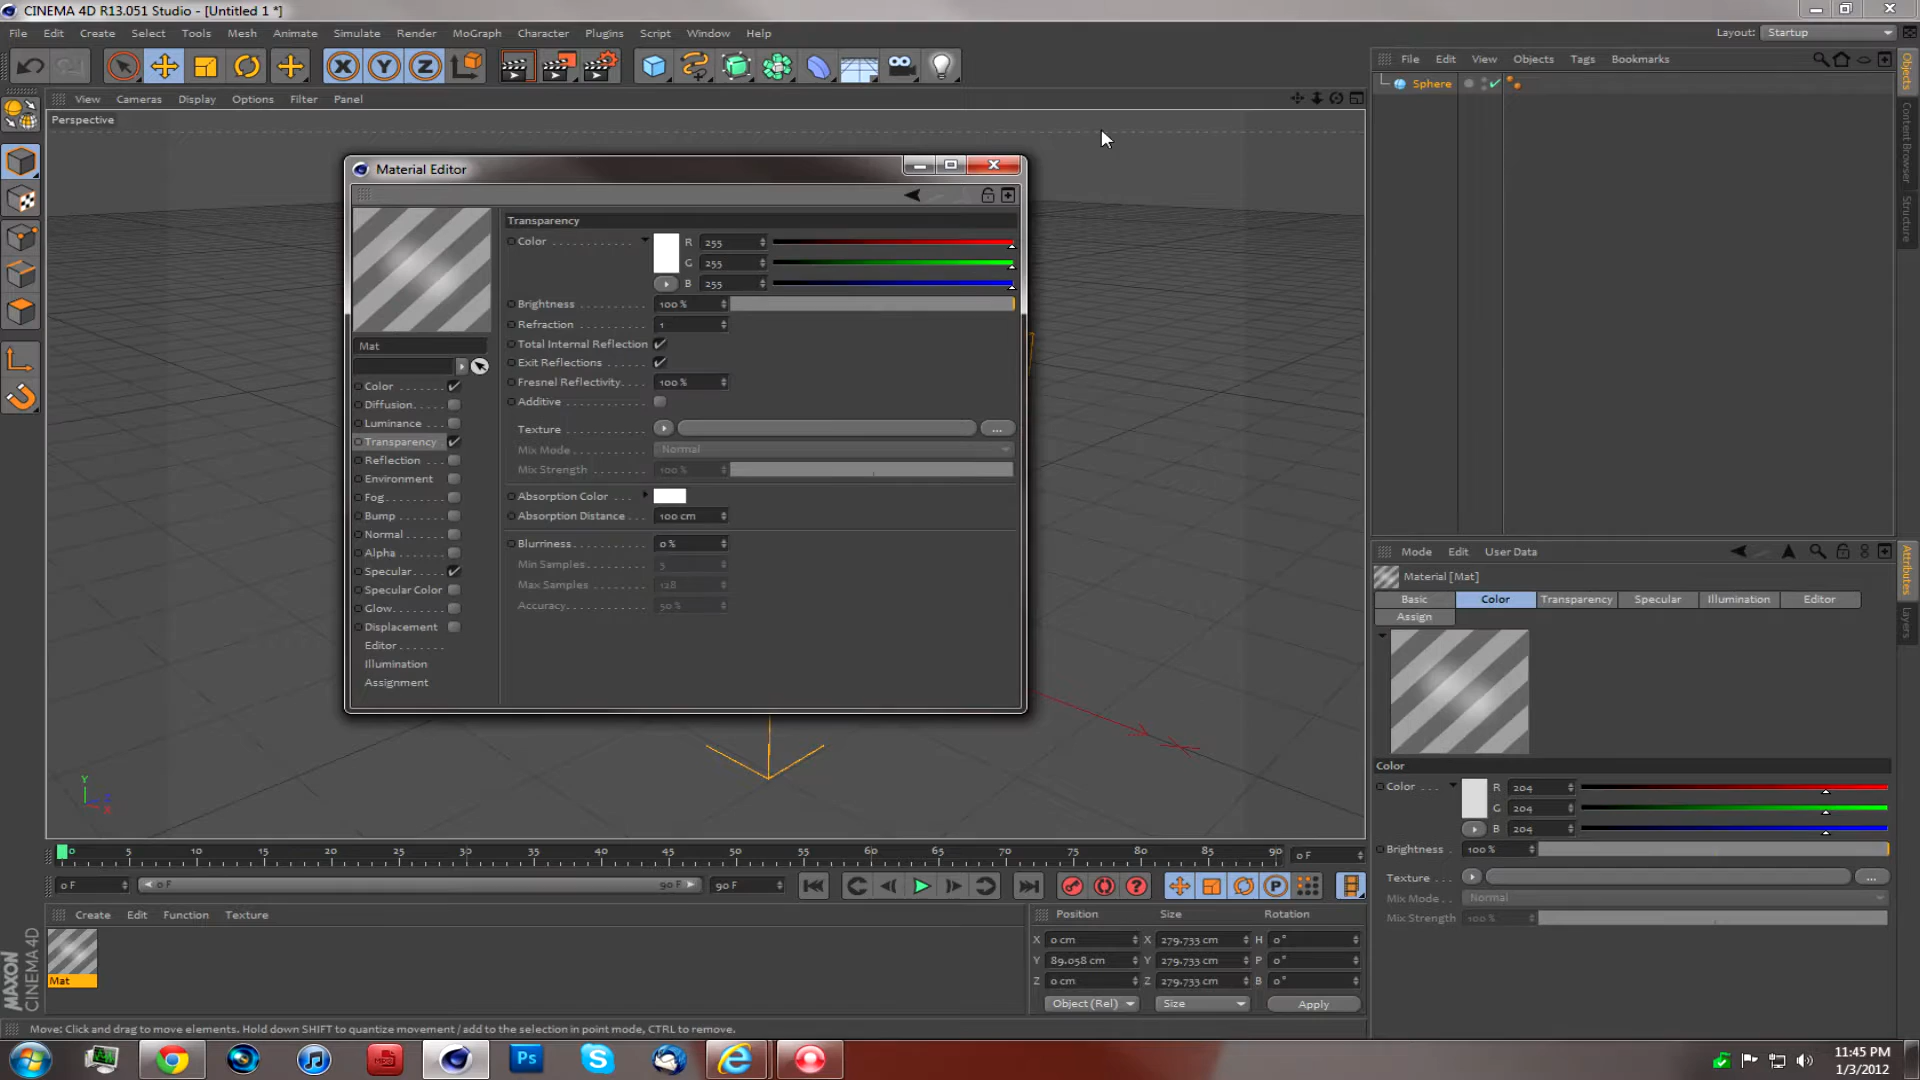 CINEMA 4D R13.051 Studio - [Untitled 1 *]
File Edit Create Select Tools Mesh Animate Simulate Render MoGraph Character Plugins Script Window Help
Layout: Startup
File Edit View Objects Tags Bookmarks
Sphere
View Cameras Display Options Filter Panel
Perspective
Material Editor
Transparency
Color R 255
G 255
B 255
Brightness 100 %
Refraction 1
Total Internal Reflection
Exit Reflections
Fresnel Reflectivity. 100 %
Additive
Texture ...
Mix Mode Normal
Mix Strength 100 %
Absorption Color
Absorption Distance 100 cm
Blurriness 0 %
Min Samples 5
Max Samples 128
Accuracy. 50 %
Mat
Color
Diffusion
Luminance
Transparency
Reflection
Environment
Fog
Bump
Normal
Alpha
Specular
Specular Color
Glow
Displacement
Editor
Illumination
Assignment
Objects
Content Browser
Structure
Mode Edit User Data
Material [Mat]
Basic Color Transparency Specular Illumination Editor
Assign
Color
Color R 204
G 204
B 204
Brightness 100 %
Texture ...
Mix Mode Normal
Mix Strength 100 %
Attributes
Layers
Y
Z
X
0 5 10 15 20 25 30 35 40 45 50 55 60 65 70 75 80 85 90 0 F
0 F 0 F 90 F 90 F
P
Create Edit Function Texture
Mat
Position Size Rotation
X 0 cm X 279.733 cm H 0 °
Y 89.058 cm Y 279.733 cm P 0 °
Z 0 cm Z 279.733 cm B 0 °
Object (Rel) Size Apply
MAXON
CINEMA 4D
Move: Click and drag to move elements. Hold down SHIFT to quantize movement / add to the selection in point mode, CTRL to remove.
Ps
11:45 PM
1/3/2012